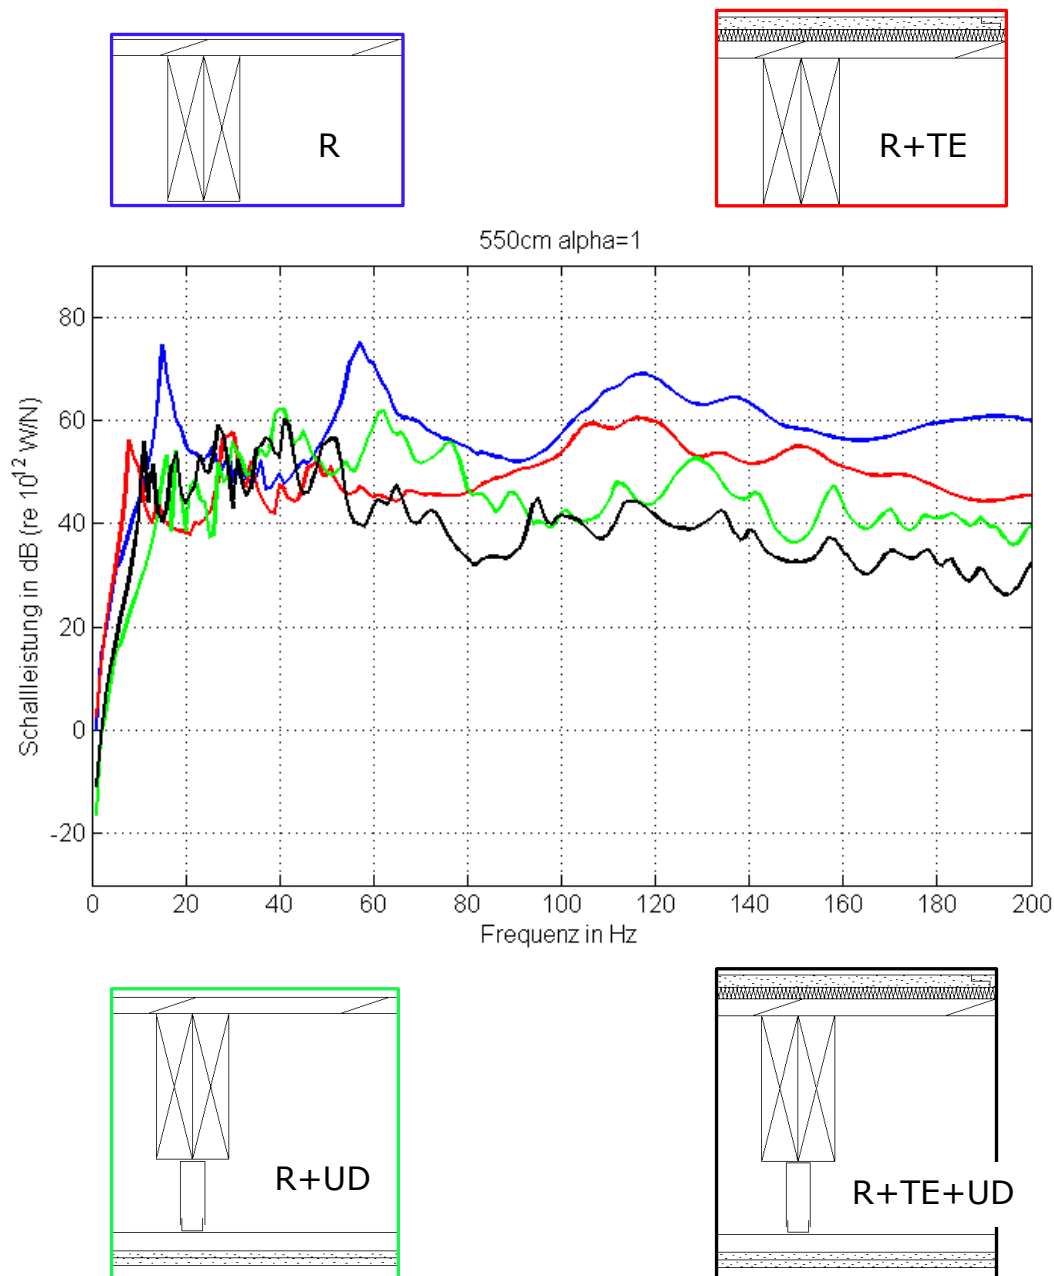 R
R+TE
550cm alpha=1
80
60
40
20
0
-20
Schallleistung in dB (re 10¹² W/N)
0 20 40 60 80 100 120 140 160 180 200
Frequenz in Hz
R+UD
R+TE+UD